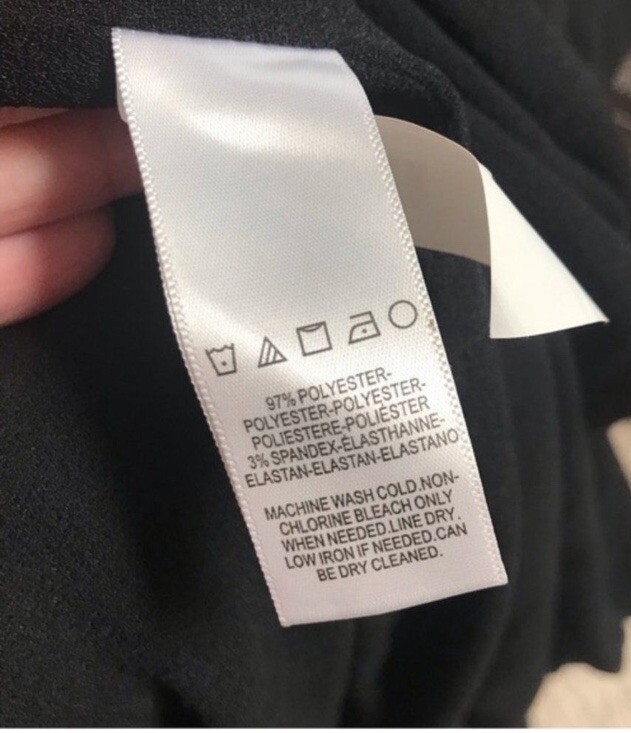 97% POLYESTER-
POLYESTER-POLYESTER-
POLIESTERE-POLIÉSTER
3% SPANDEX-ÉLASTHANNE-
ELASTAN-ELASTAN-ELASTANO
MACHINE WASH COLD.NON-
CHLORINE BLEACH ONLY
WHEN NEEDED.LINE DRY.
LOW IRON IF NEEDED.CAN
BE DRY CLEANED.